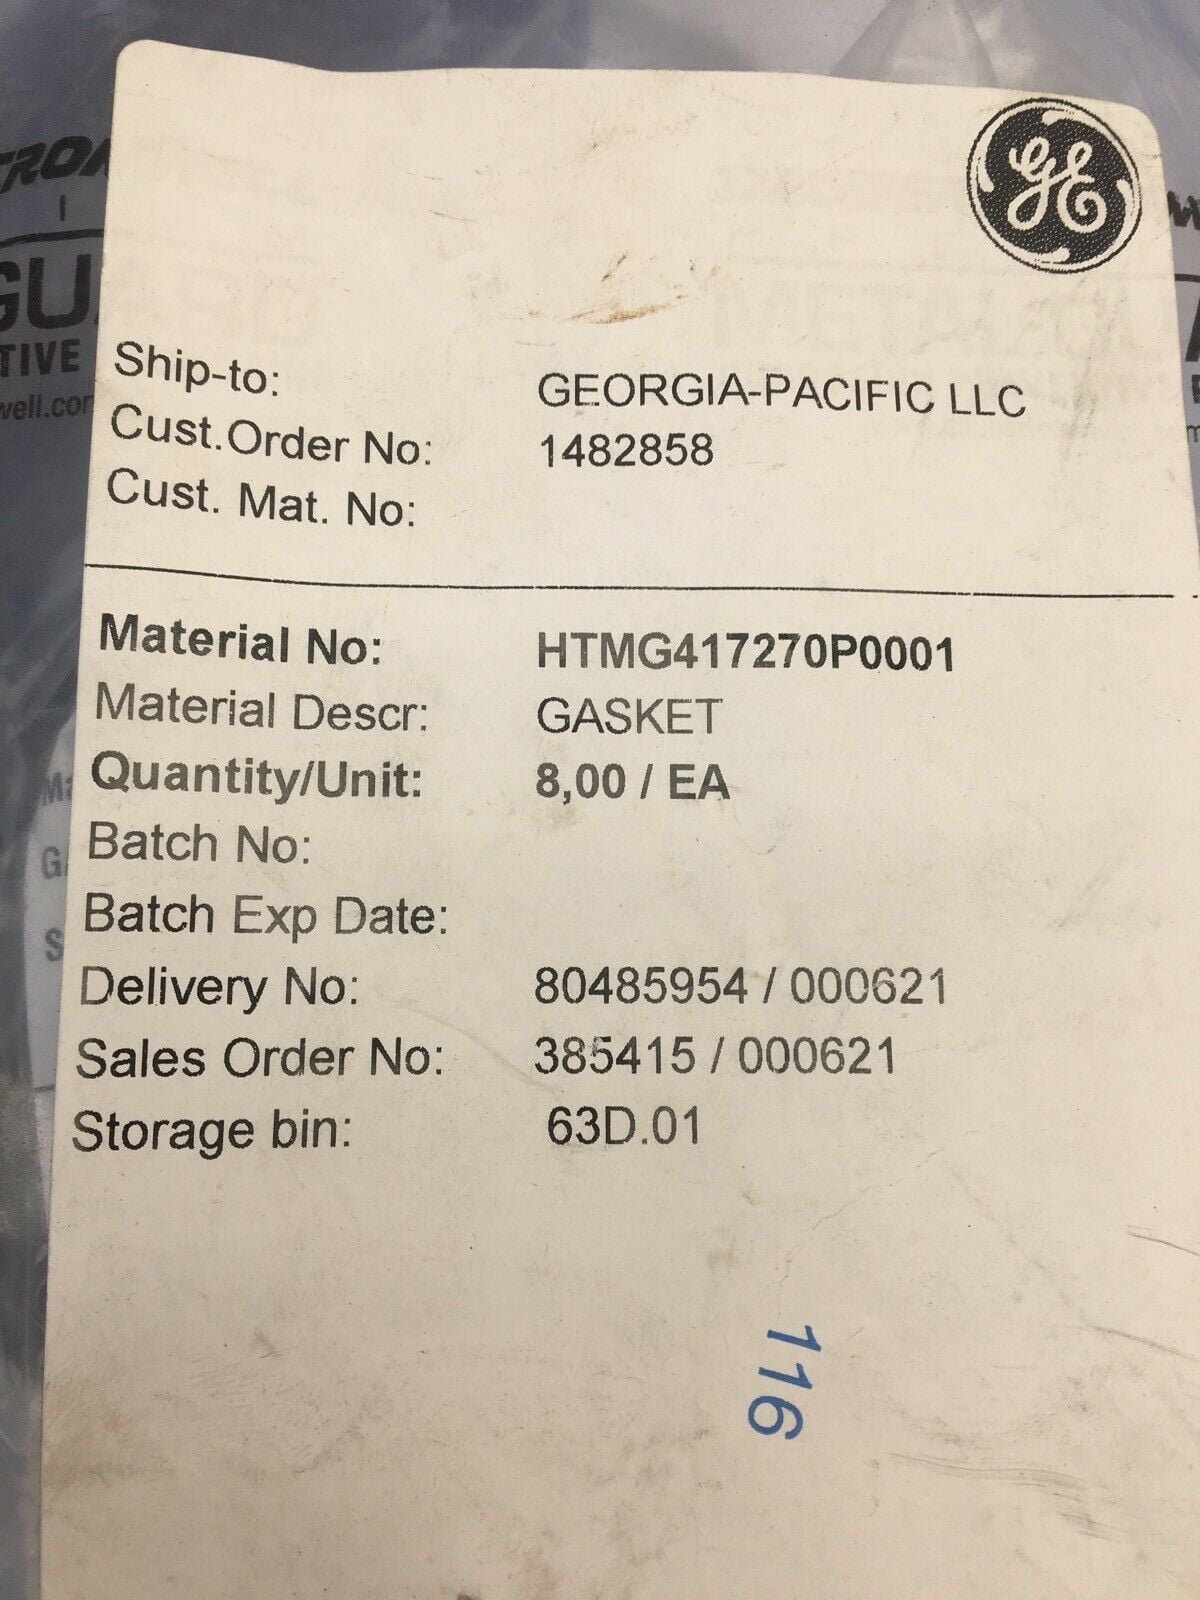 GE
Ship-to: GEORGIA-PACIFIC LLC
Cust.Order No: 1482858
Cust. Mat. No:
Material No: HTMG417270P0001
Material Descr: GASKET
Quantity/Unit: 8,00 / EA
Batch No:
Batch Exp Date:
Delivery No: 80485954 / 000621
Sales Order No: 385415 / 000621
Storage bin: 63D.01
116